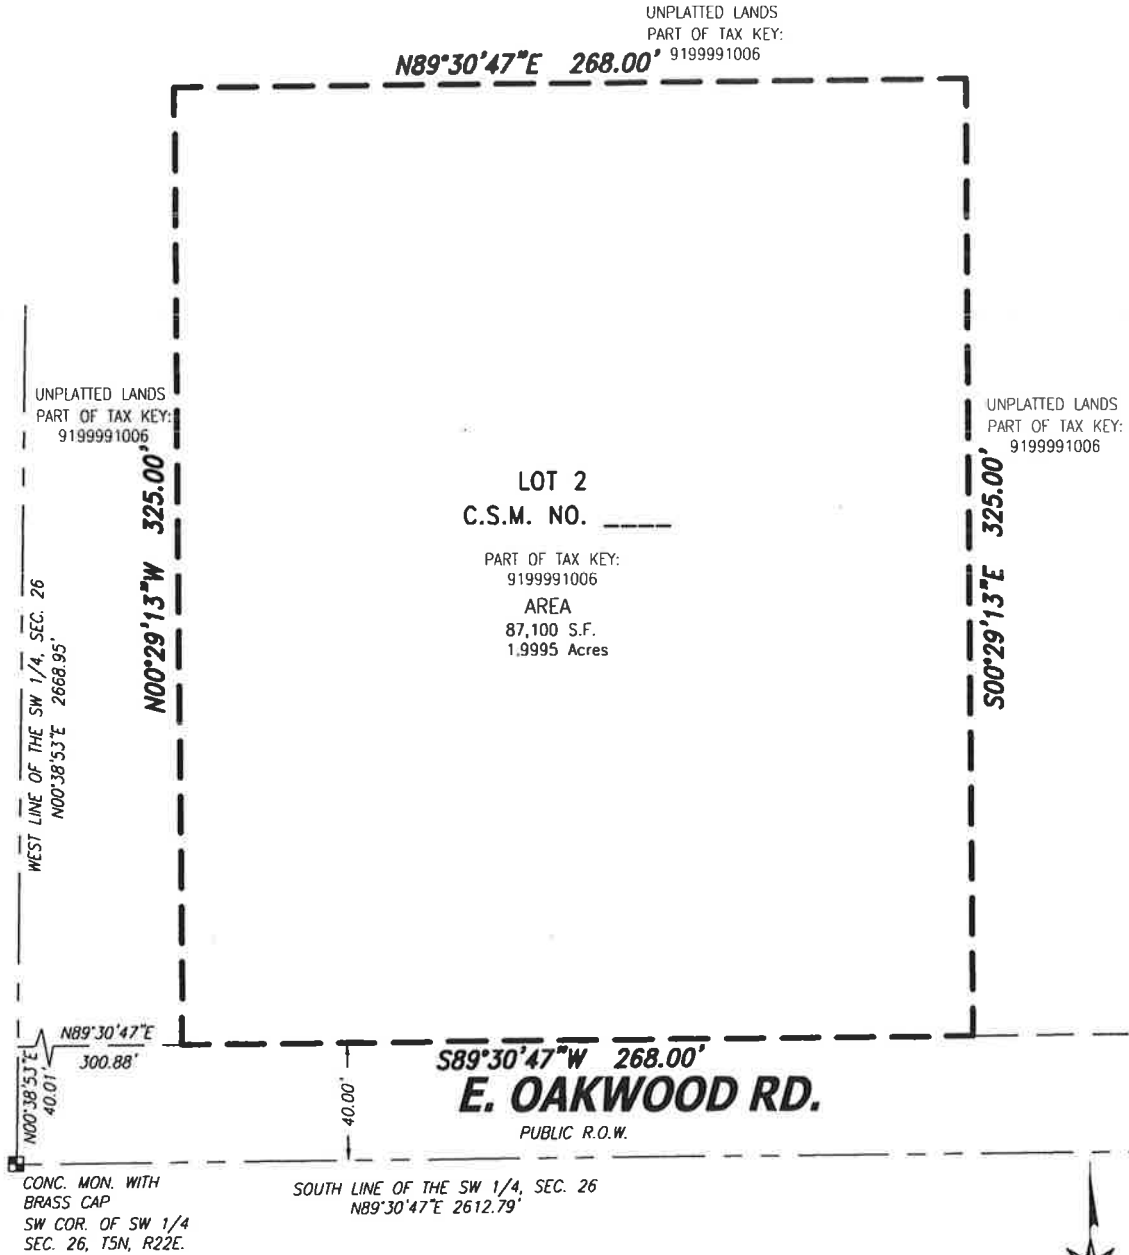 UNPLATTED LANDS
PART OF TAX KEY:
9199991006
N89°30'47"E 268.00'
UNPLATTED LANDS
PART OF TAX KEY:
9199991006
N00°29'13"W 325.00'
UNPLATTED LANDS
PART OF TAX KEY:
9199991006
S00°29'13"E 325.00'
LOT 2
C.S.M. NO. ____
PART OF TAX KEY:
9199991006
AREA
87,100 S.F.
1.9995 Acres
WEST LINE OF THE SW 1/4, SEC. 26
N00°38'53"E 2668.95'
N89°30'47"E
300.88'
N00°38'53"E
40.01'
40.00'
S89°30'47"W 268.00'
E. OAKWOOD RD.
PUBLIC R.O.W.
CONC. MON. WITH
BRASS CAP
SW COR. OF SW 1/4
SEC. 26, T5N, R22E.
SOUTH LINE OF THE SW 1/4, SEC. 26
N89°30'47"E 2612.79'